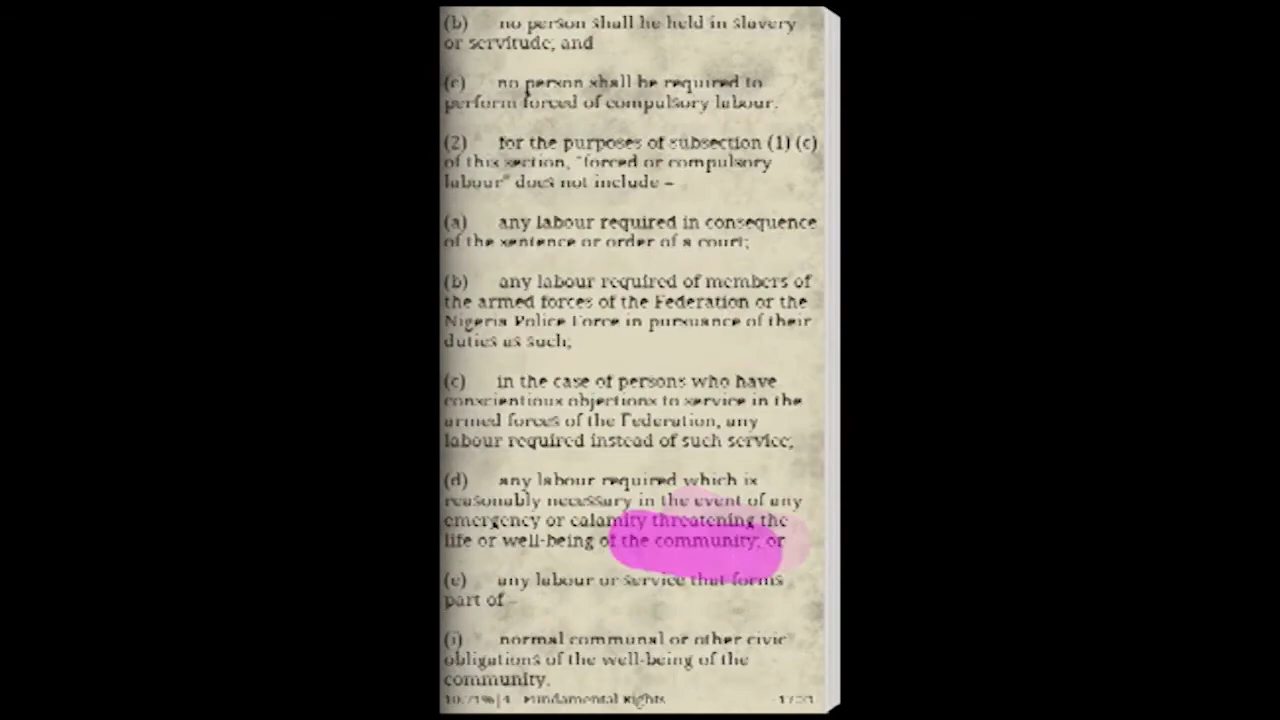 (b) no person shall be held in slavery
or servitude; and
(c) no person shall be required to
perform forced of compulsory labour.
(2) for the purposes of subsection (1) (c)
of this section, "forced or compulsory
labour" does not include –
(a) any labour required in consequence
of the sentence or order of a court;
(b) any labour required of members of
the armed forces of the Federation or the
Nigeria Police Force in pursuance of their
duties as such;
(c) in the case of persons who have
conscientious objections to service in the
armed forces of the Federation, any
labour required instead of such service;
(d) any labour required which is
reasonably necessary in the event of any
emergency or calamity threatening the
life or well-being of the community; or
(e) any labour or service that forms
part of –
(i) normal communal or other civic
obligations of the well-being of the
community.
Fundamental Rights